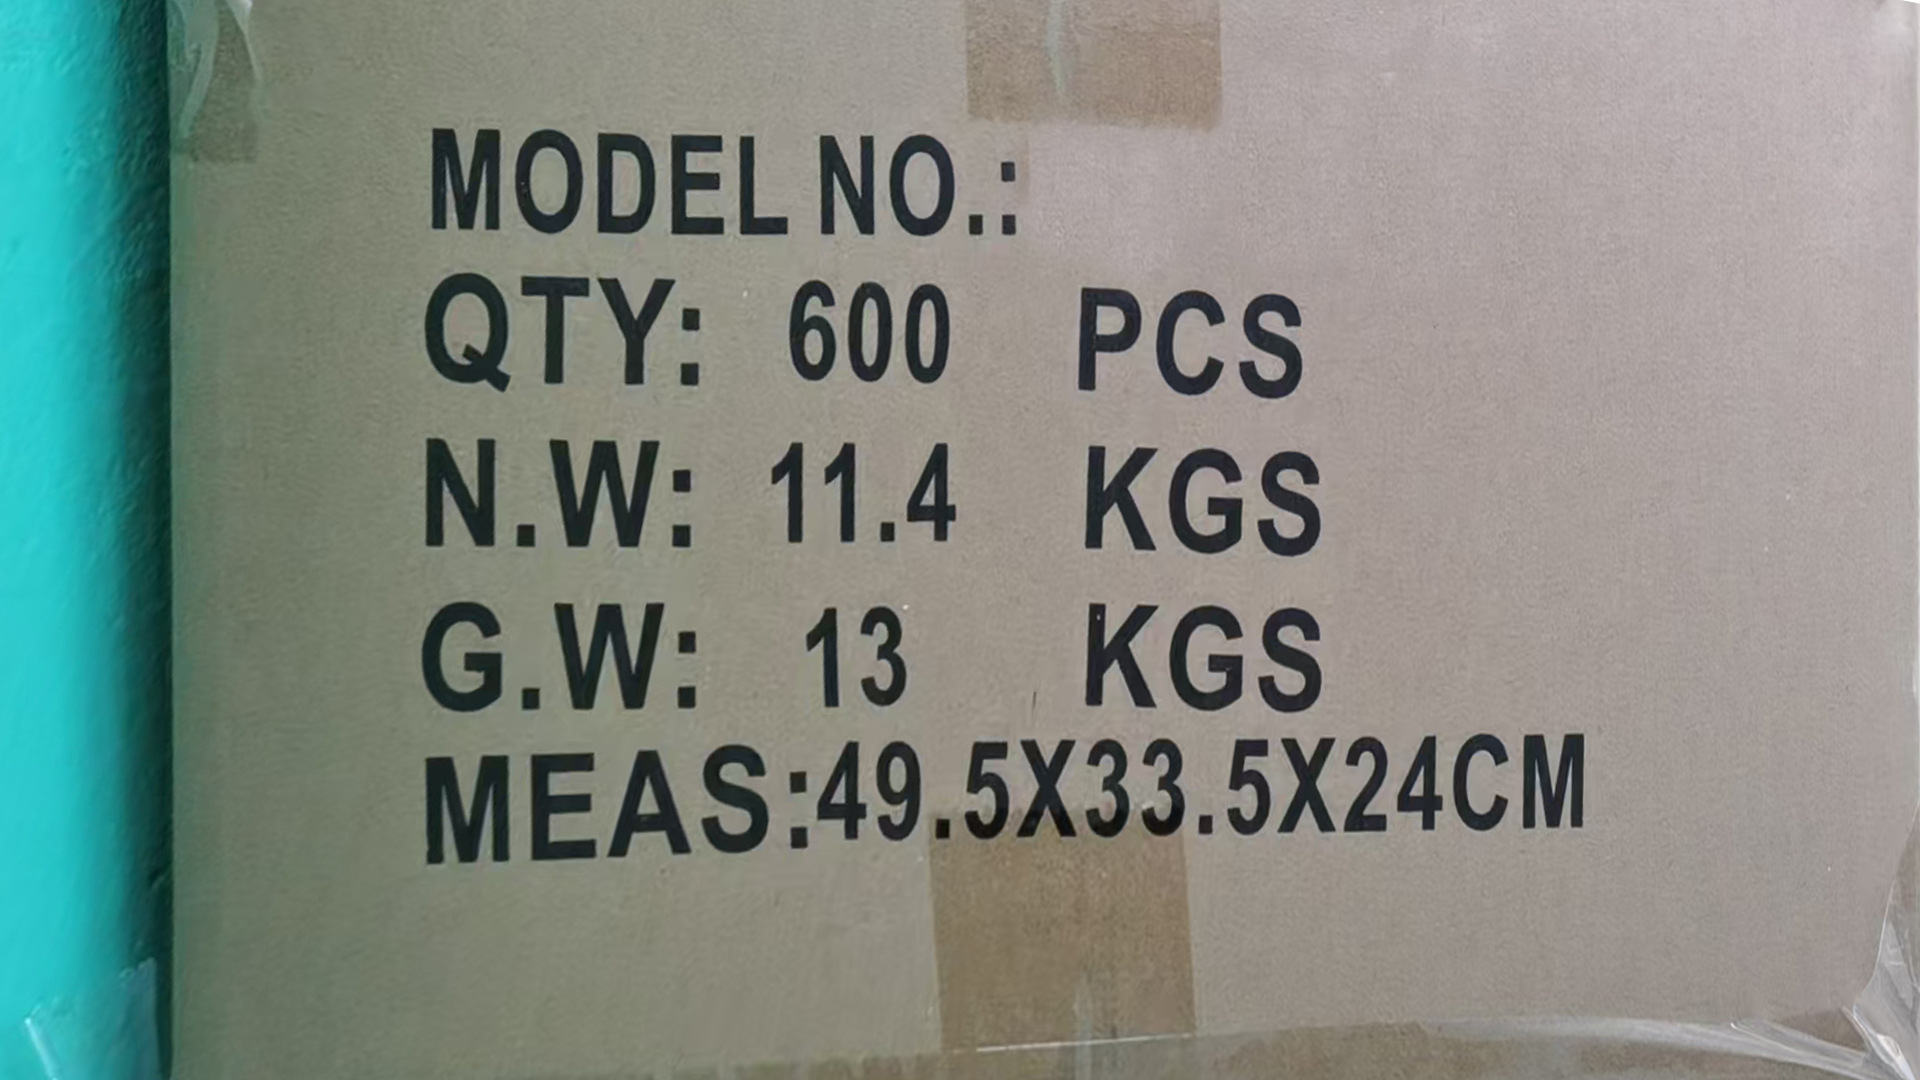 MODEL NO.:
QTY: 600 PCS
N.W: 11.4 KGS
G.W: 13 KGS
MEAS:49.5X33.5X24CM